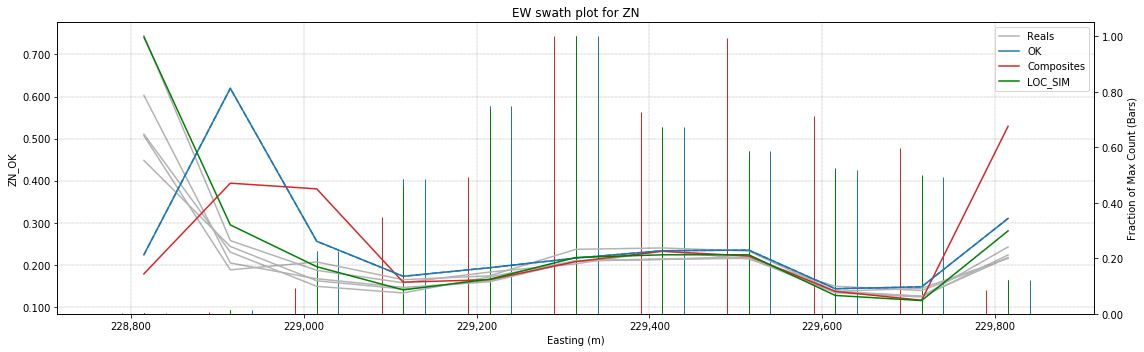 EW swath plot for ZN
Reals
OK
Composites
LOC_SIM
ZN_OK
0.700
0.600
0.500
0.400
0.300
0.200
0.100
1.00
0.80
0.60
0.40
0.20
0.00
Fraction of Max Count (Bars)
228,800 229,000 229,200 229,400 229,600 229,800
Easting (m)